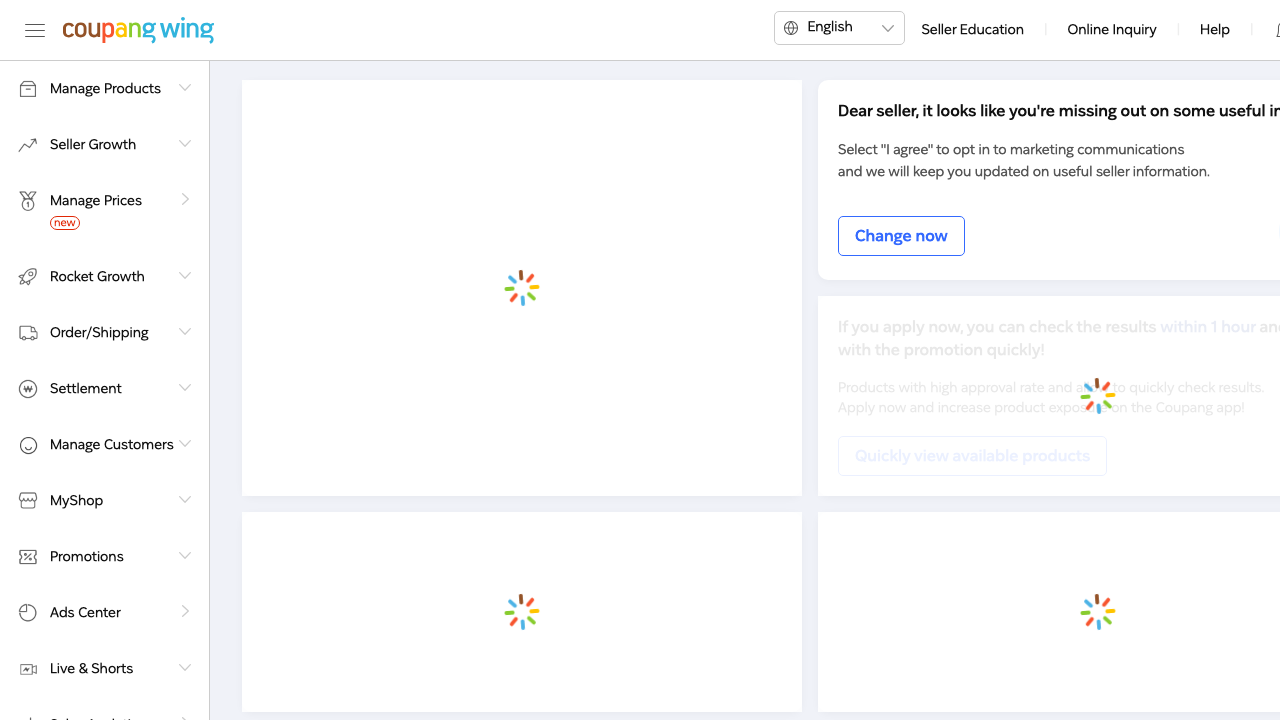 coupang wing
English
Seller Education
Online Inquiry
Help
Manage Products
Seller Growth
Manage Prices
new
Rocket Growth
Order/Shipping
Settlement
Manage Customers
MyShop
Promotions
Ads Center
Live & Shorts
Dear seller, it looks like you're missing out on some useful
Select "I agree" to opt in to marketing communications
and we will keep you updated on useful seller information.
Change now
If you apply now, you can check the results within 1 hour and
with the promotion quickly!
Products with high approval rate and to quickly check results.
Apply now and increase product exposure on the Coupang app!
Quickly view available products